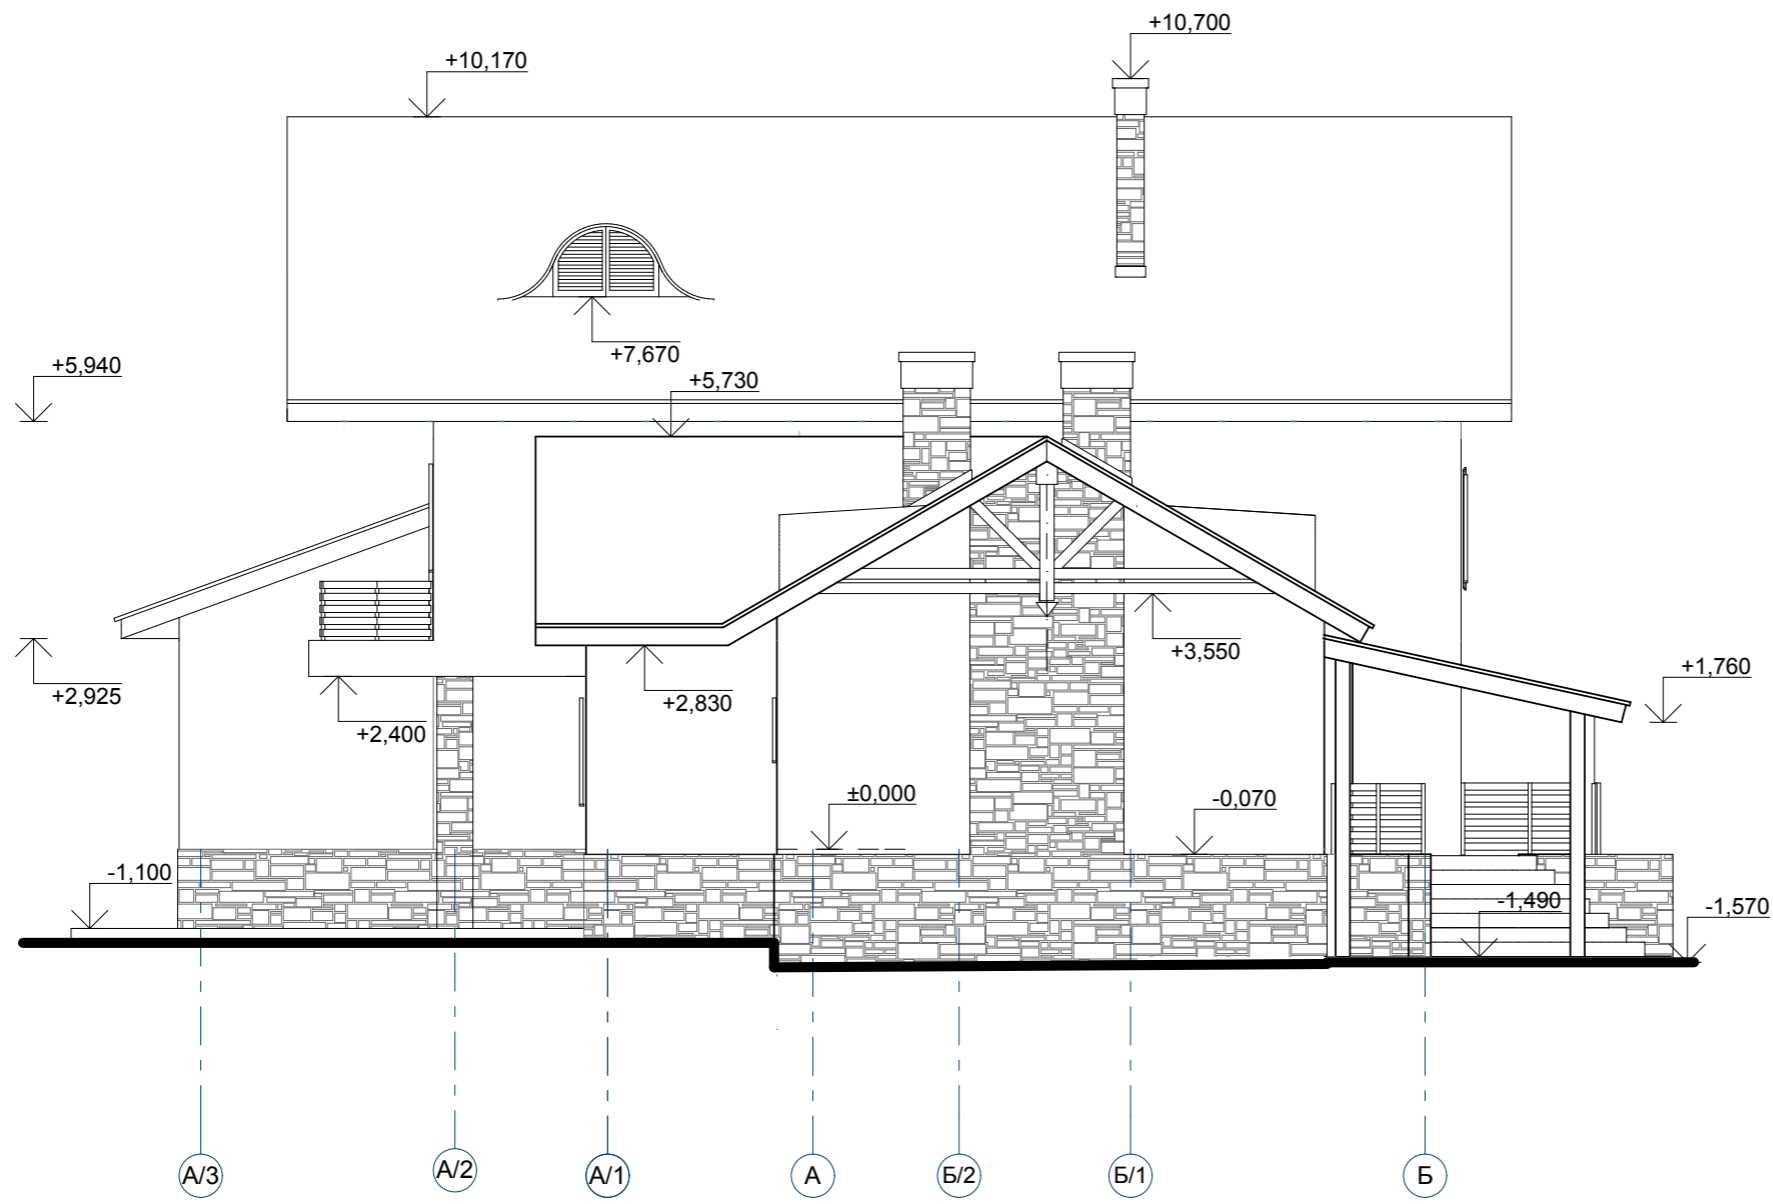 +10,700
+10,170
+7,670
+5,940
+5,730
+3,550
+2,925
+2,830
+1,760
+2,400
±0,000
-0,070
-1,100
-1,490
-1,570
А/3
А/2
А/1
А
Б/2
Б/1
Б